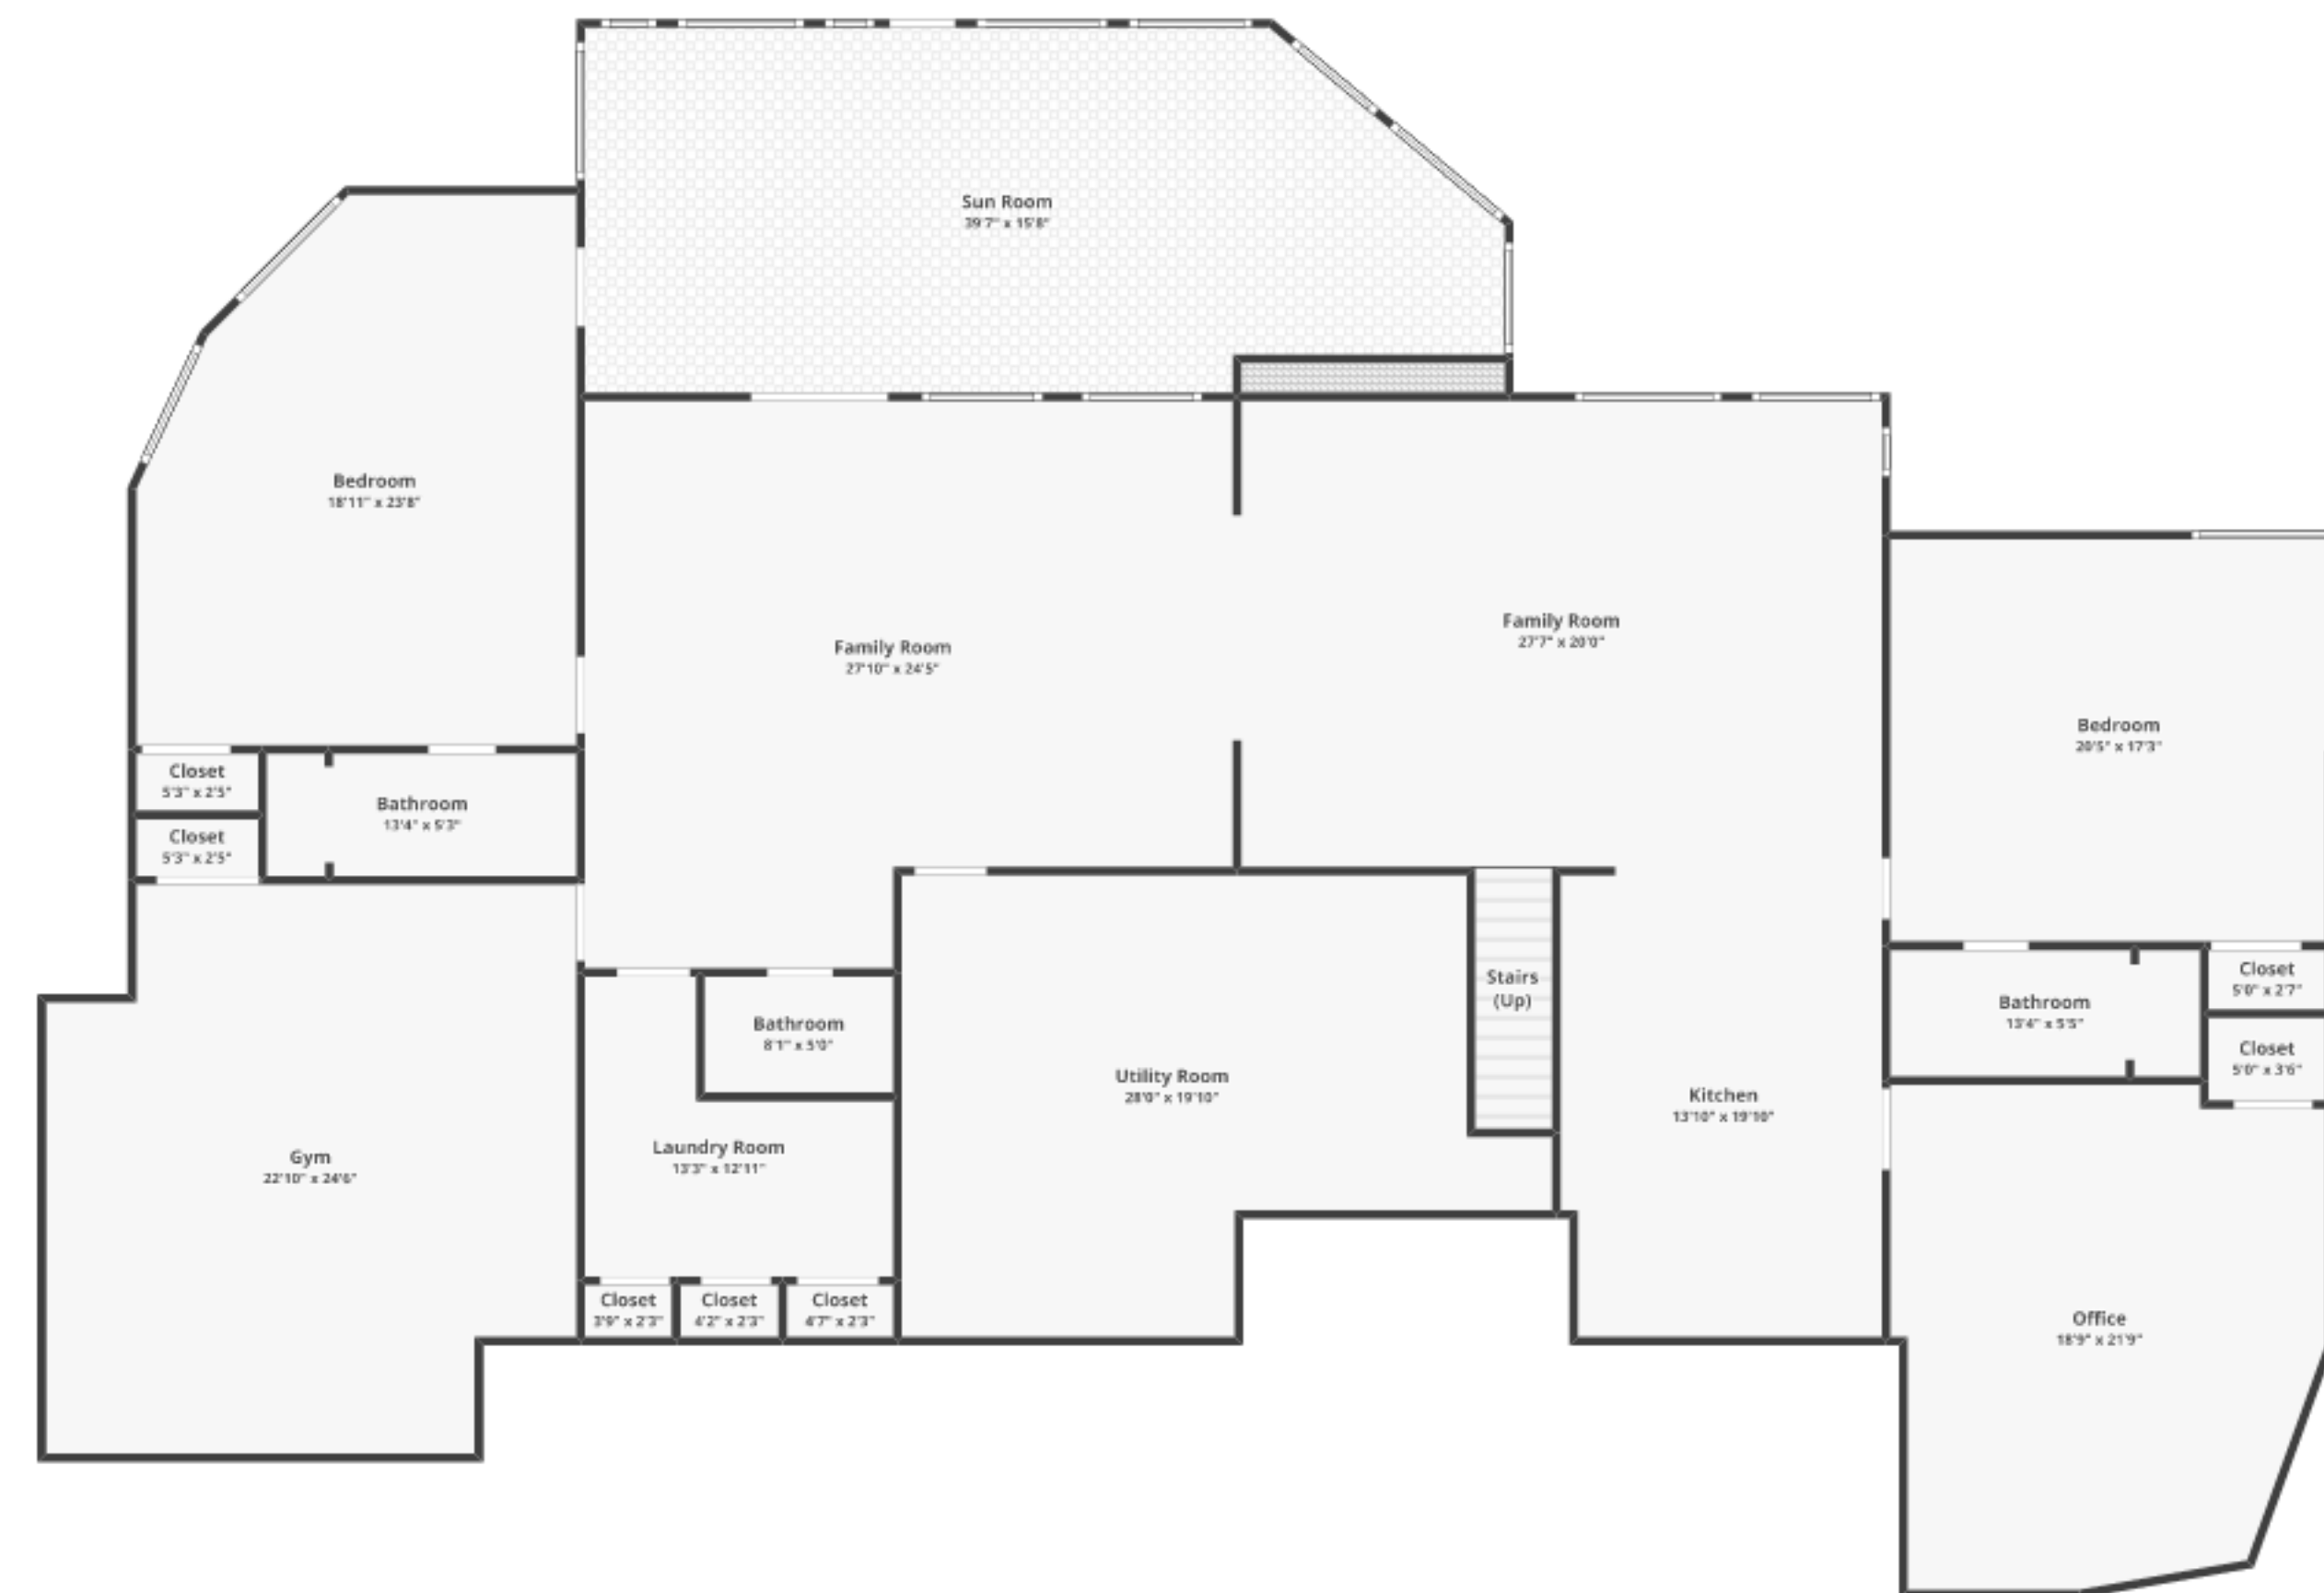 Sun Room
39'7" x 15'8"
Bedroom
18'11" x 23'8"
Family Room
27'10" x 24'5"
Family Room
27'7" x 20'0"
Bedroom
20'5" x 17'3"
Closet
5'3" x 2'5"
Bathroom
13'4" x 5'3"
Closet
5'3" x 2'5"
Stairs
(Up)
Closet
5'0" x 2'7"
Bathroom
13'4" x 5'5"
Bathroom
8'1" x 5'0"
Closet
5'0" x 3'6"
Utility Room
28'0" x 19'10"
Kitchen
13'10" x 19'10"
Laundry Room
13'3" x 12'11"
Gym
22'10" x 24'6"
Closet
3'9" x 2'3"
Closet
4'2" x 2'3"
Closet
4'7" x 2'3"
Office
18'9" x 21'9"